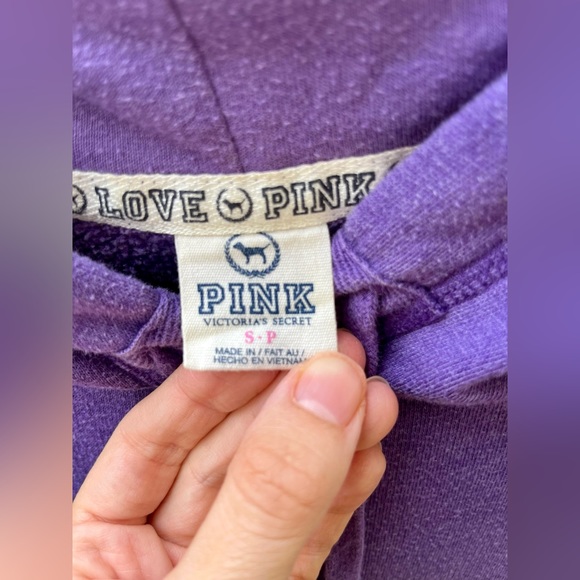 LOVE PINK
PINK
VICTORIA'S SECRET
S·P
MADE IN / FAIT AU /
HECHO EN VIETNAM